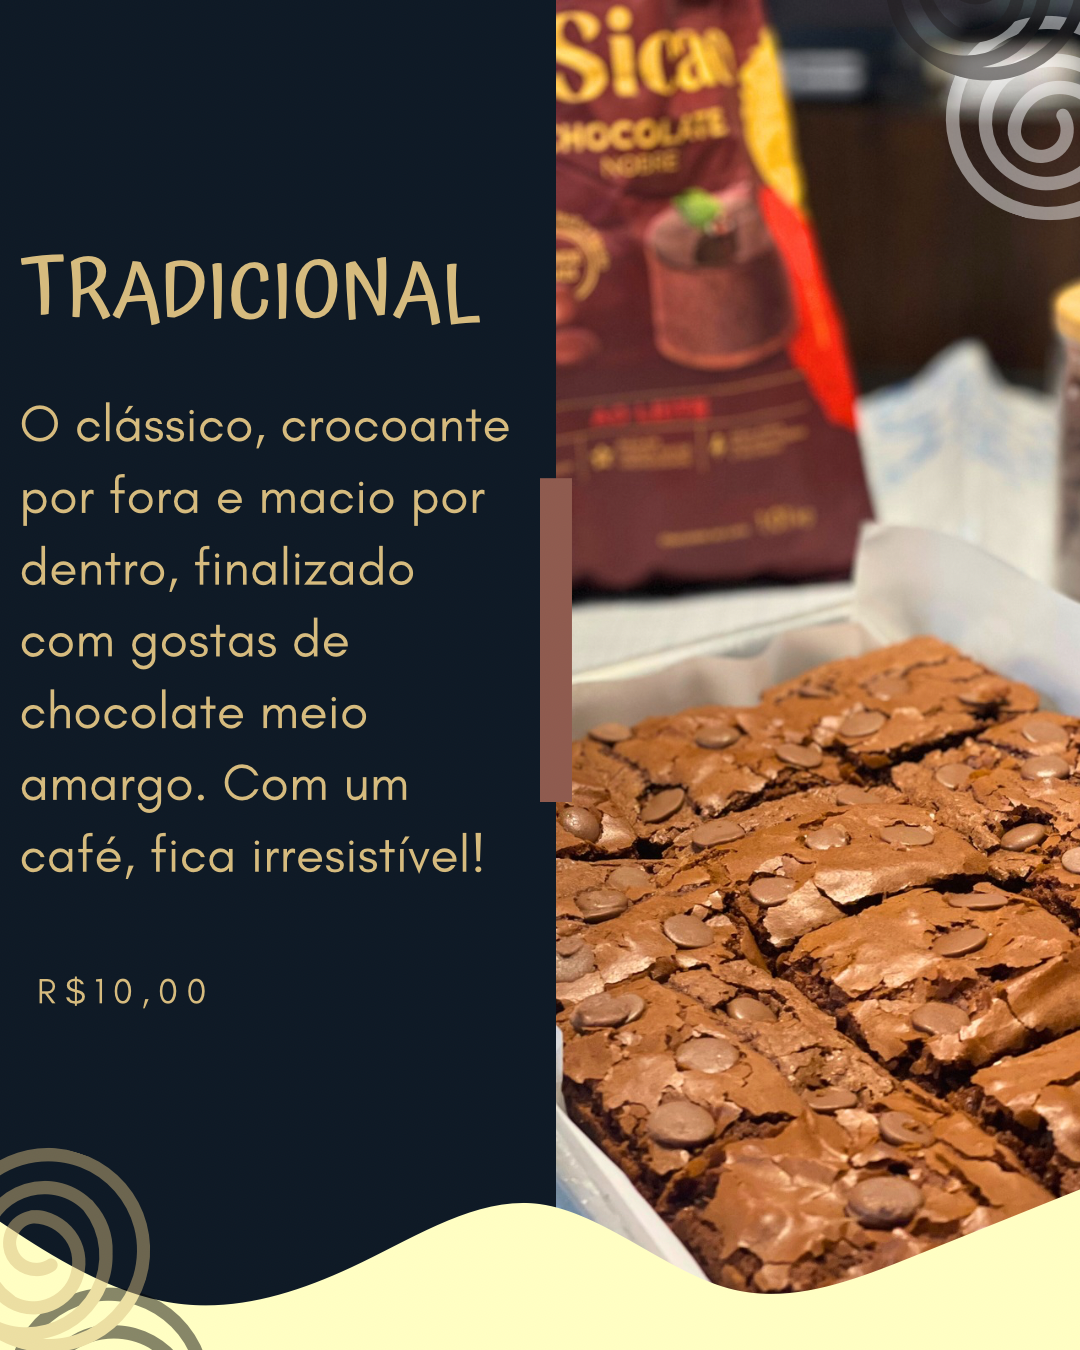 Sicao
CHOCOLATE
NOBRE
AO LEITE
TRADICIONAL
O clássico, crocoante
por fora e macio por
dentro, finalizado
com gostas de
chocolate meio
amargo. Com um
café, fica irresistível!
R$10,00